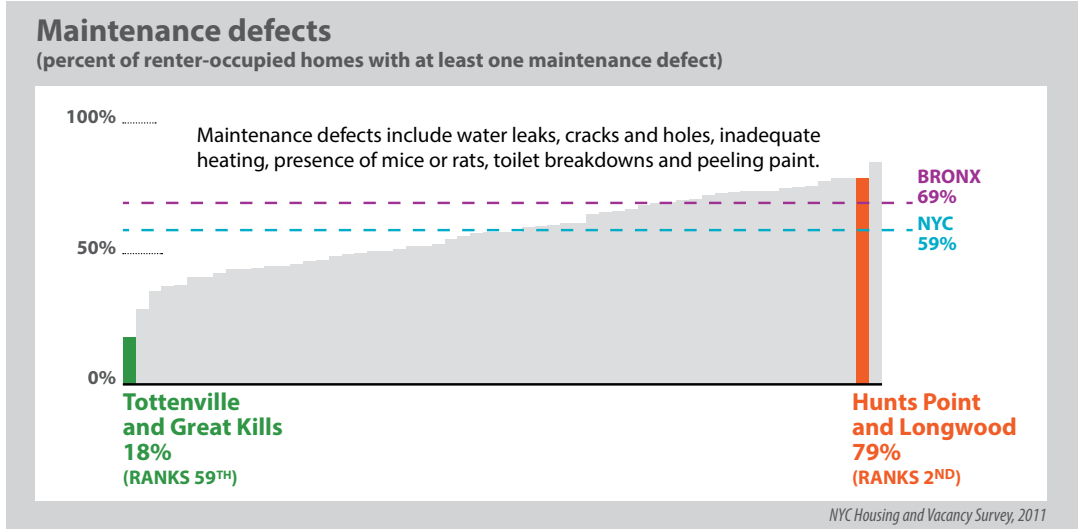 Maintenance defects
(percent of renter-occupied homes with at least one maintenance defect)
100%
Maintenance defects include water leaks, cracks and holes, inadequate
heating, presence of mice or rats, toilet breakdowns and peeling paint.
BRONX
69%
NYC
59%
50%
0%
Tottenville
and Great Kills
18%
(RANKS 59TH)
Hunts Point
and Longwood
79%
(RANKS 2ND)
NYC Housing and Vacancy Survey, 2011